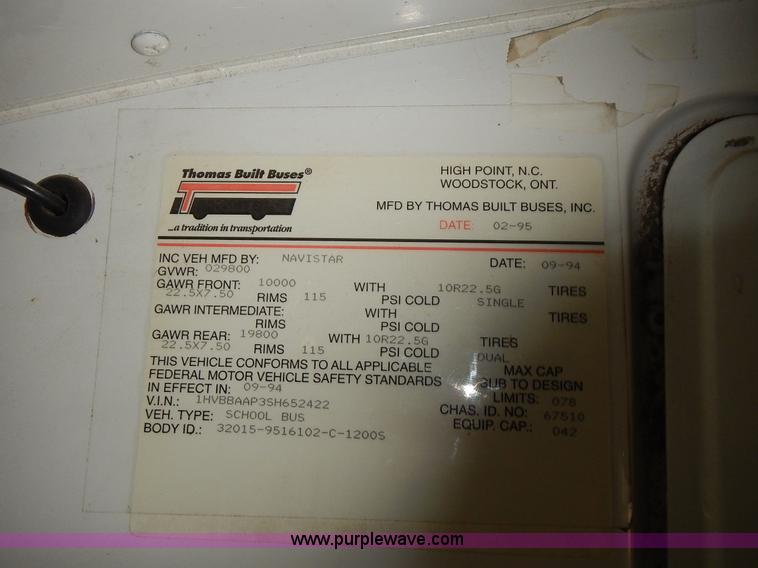 Thomas Built Buses®
...a tradition in transportation
HIGH POINT, N.C.
WOODSTOCK, ONT.
MFD BY THOMAS BUILT BUSES, INC.
DATE: 02-95
INC VEH MFD BY: NAVISTAR DATE: 09-94
GVWR: 029800
GAWR FRONT: 10000 WITH 10R22.5G TIRES
22.5X7.50 RIMS 115 PSI COLD SINGLE
GAWR INTERMEDIATE: WITH TIRES
RIMS PSI COLD
GAWR REAR: 19800 WITH 10R22.5G TIRES
22.5X7.50 RIMS 115 PSI COLD DUAL
THIS VEHICLE CONFORMS TO ALL APPLICABLE MAX CAP
FEDERAL MOTOR VEHICLE SAFETY STANDARDS SUB TO DESIGN
IN EFFECT IN: 09-94 LIMITS: 078
V.I.N.: 1HVBBAAP3SH652422 CHAS. ID. NO: 67510
VEH. TYPE: SCHOOL BUS EQUIP. CAP.: 042
BODY ID.: 32015-9516102-C-1200S
www.purplewave.com